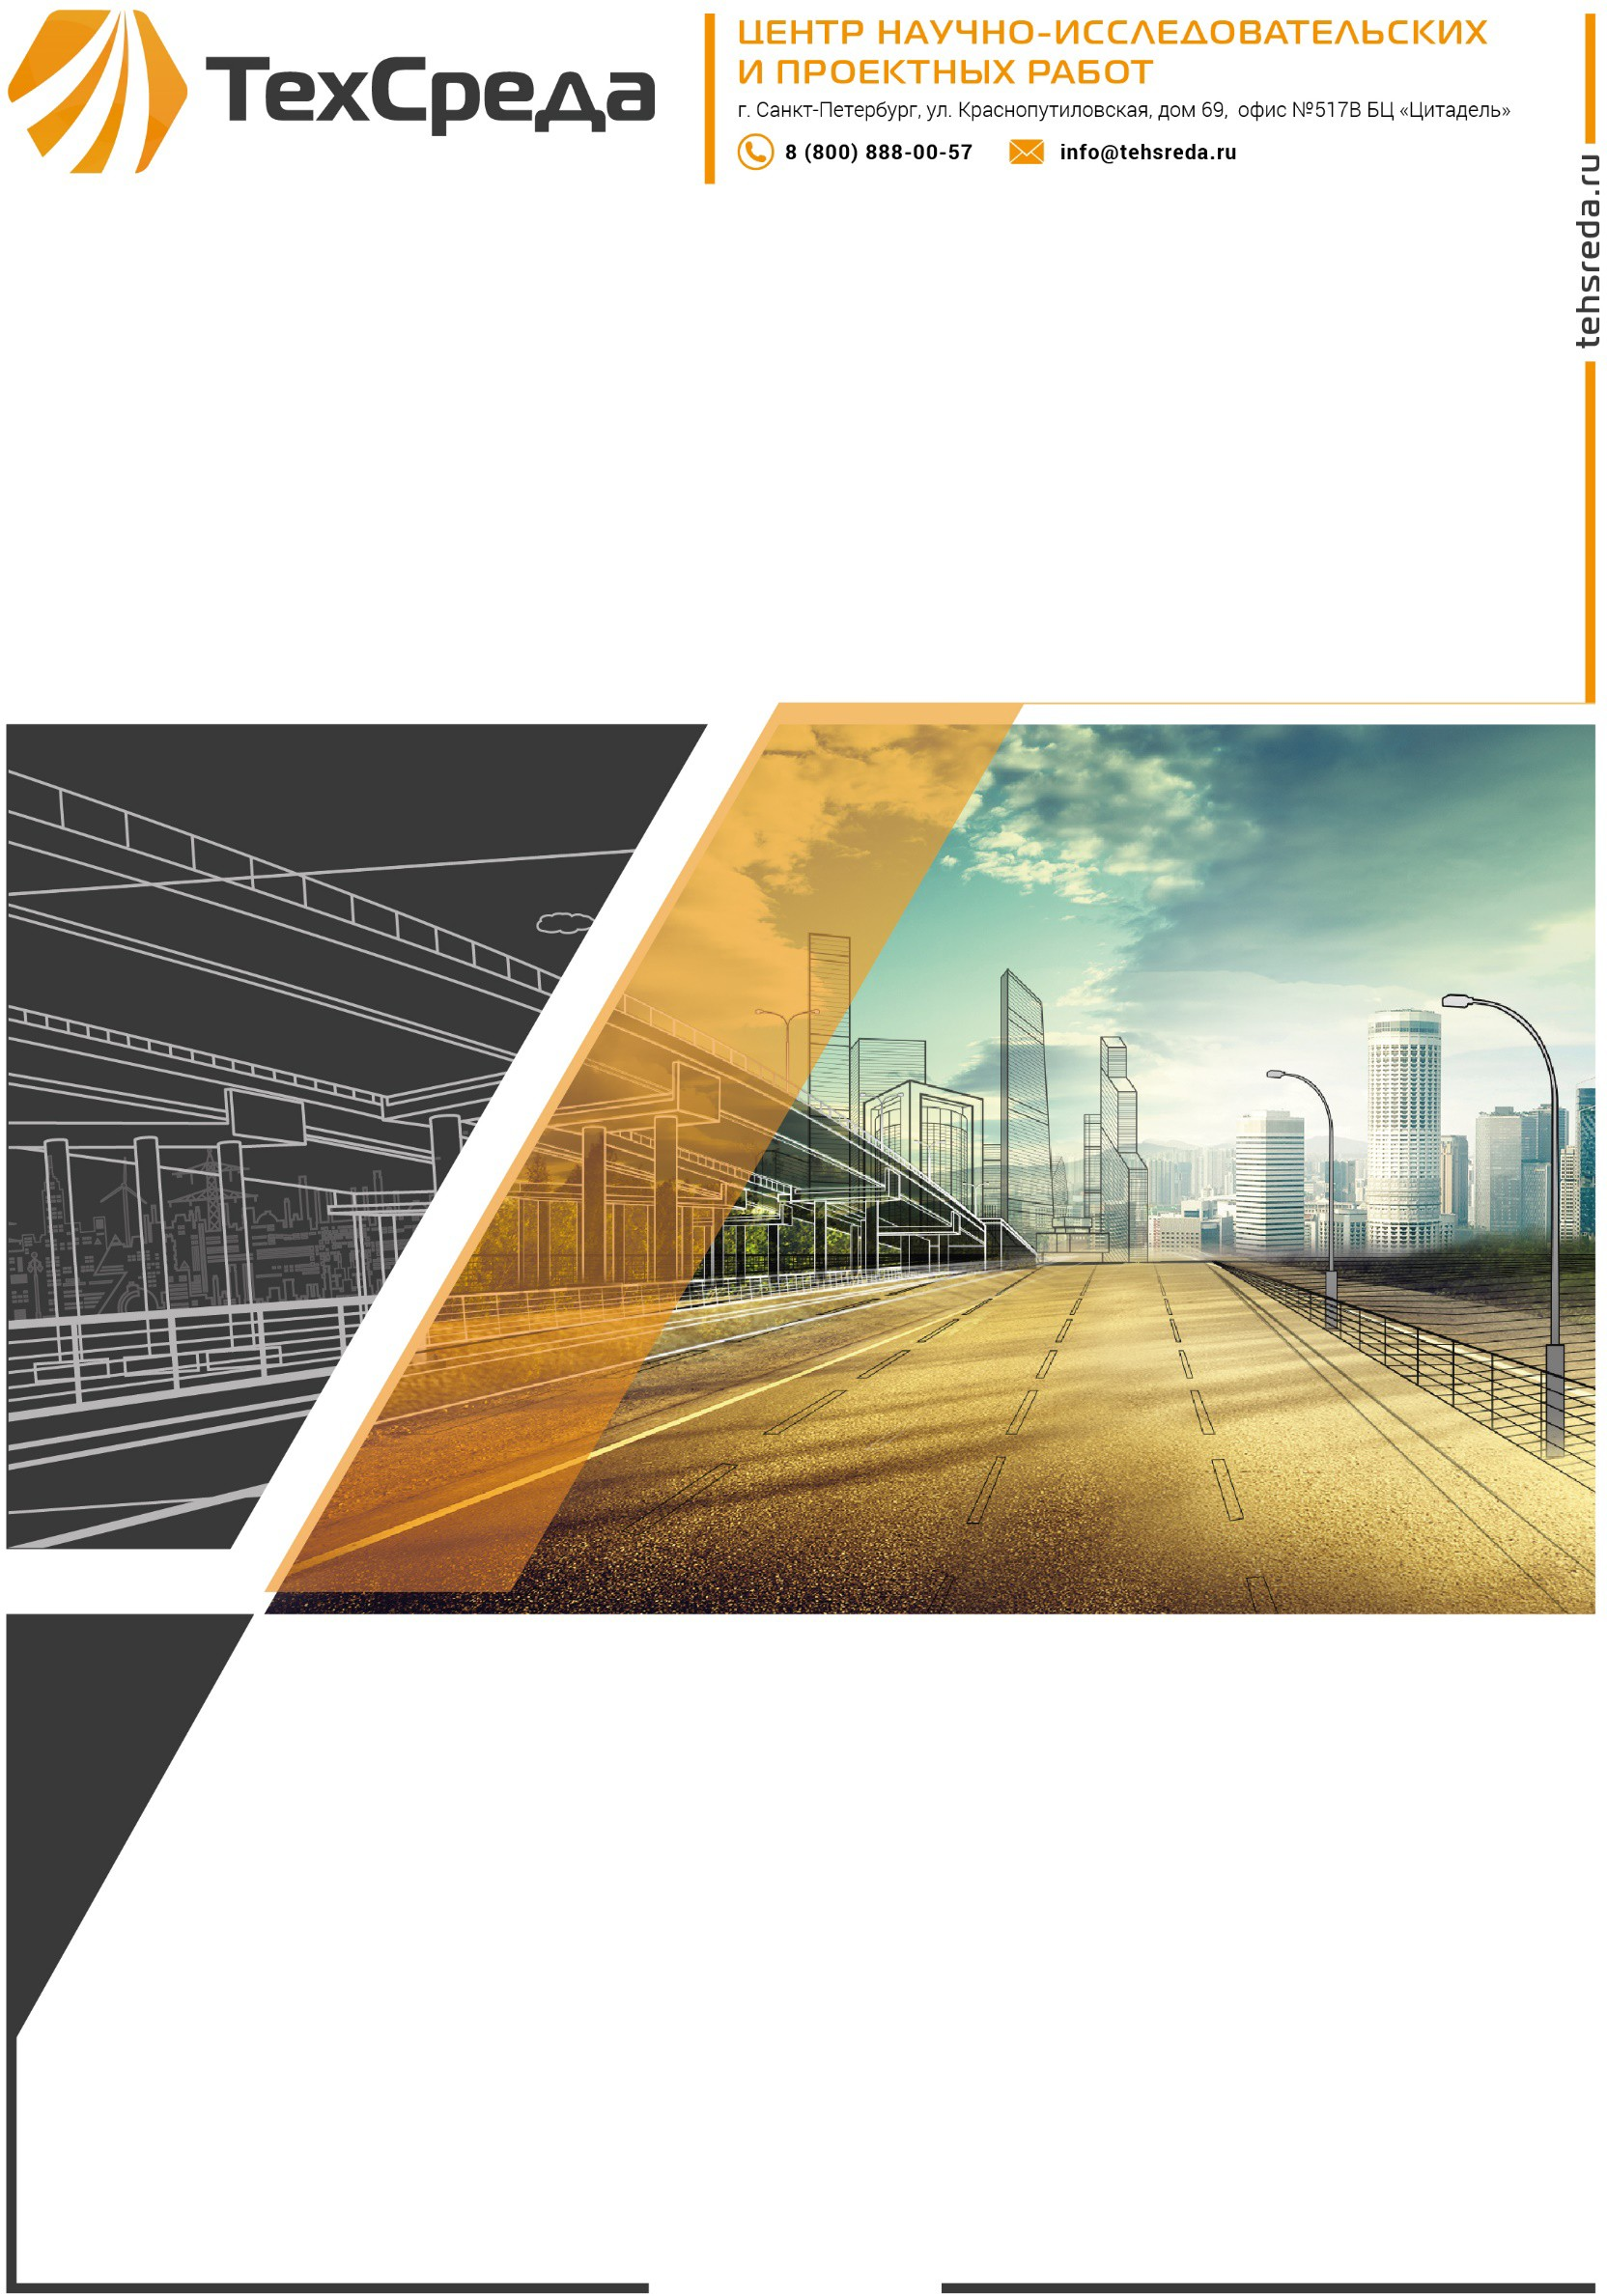 ТехСреда
ЦЕНТР НАУЧНО-ИССЛЕДОВАТЕЛЬСКИХ
И ПРОЕКТНЫХ РАБОТ
г. Санкт-Петербург, ул. Краснопутиловская, дом 69, офис №517В БЦ «Цитадель»
8 (800) 888-00-57 info@tehsreda.ru
tehsreda.ru